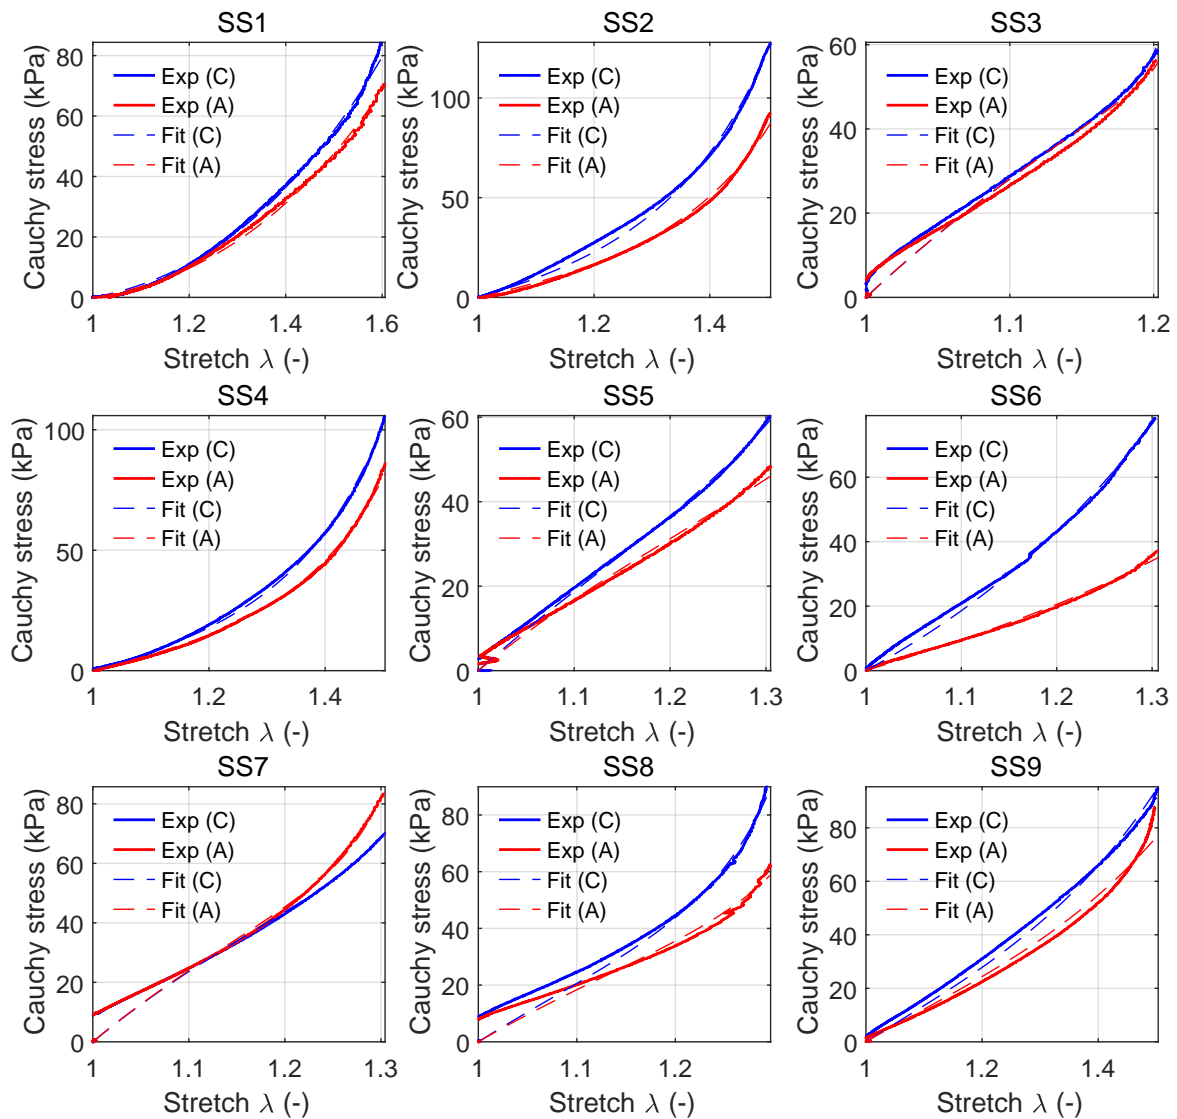 SS1
Cauchy stress (kPa)
80
60
40
20
0
Exp (C)
Exp (A)
Fit (C)
Fit (A)
1
1.2
1.4
1.6
Stretch λ (-)
SS2
Cauchy stress (kPa)
100
50
0
Exp (C)
Exp (A)
Fit (C)
Fit (A)
1
1.2
1.4
Stretch λ (-)
SS3
Cauchy stress (kPa)
60
40
20
0
Exp (C)
Exp (A)
Fit (C)
Fit (A)
1
1.1
1.2
Stretch λ (-)
SS4
Cauchy stress (kPa)
100
50
0
Exp (C)
Exp (A)
Fit (C)
Fit (A)
1
1.2
1.4
Stretch λ (-)
SS5
Cauchy stress (kPa)
60
40
20
0
Exp (C)
Exp (A)
Fit (C)
Fit (A)
1
1.1
1.2
1.3
Stretch λ (-)
SS6
Cauchy stress (kPa)
60
40
20
0
Exp (C)
Exp (A)
Fit (C)
Fit (A)
1
1.1
1.2
1.3
Stretch λ (-)
SS7
Cauchy stress (kPa)
80
60
40
20
0
Exp (C)
Exp (A)
Fit (C)
Fit (A)
1
1.1
1.2
1.3
Stretch λ (-)
SS8
Cauchy stress (kPa)
80
60
40
20
0
Exp (C)
Exp (A)
Fit (C)
Fit (A)
1
1.1
1.2
Stretch λ (-)
SS9
Cauchy stress (kPa)
80
60
40
20
0
Exp (C)
Exp (A)
Fit (C)
Fit (A)
1
1.2
1.4
Stretch λ (-)